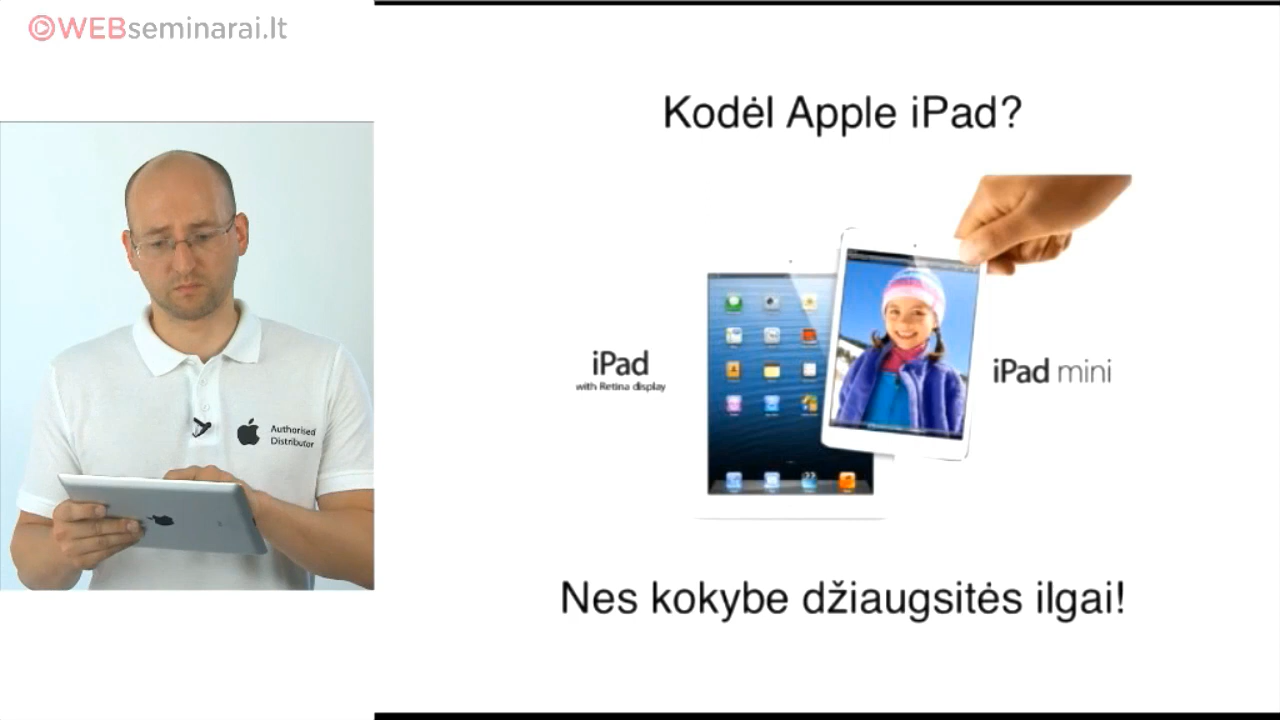 WEBseminarai.lt
Kodėl Apple iPad?
iPad
with Retina display
iPad mini
Authorised
Distributor
Nes kokybe džiaugsitės ilgai!